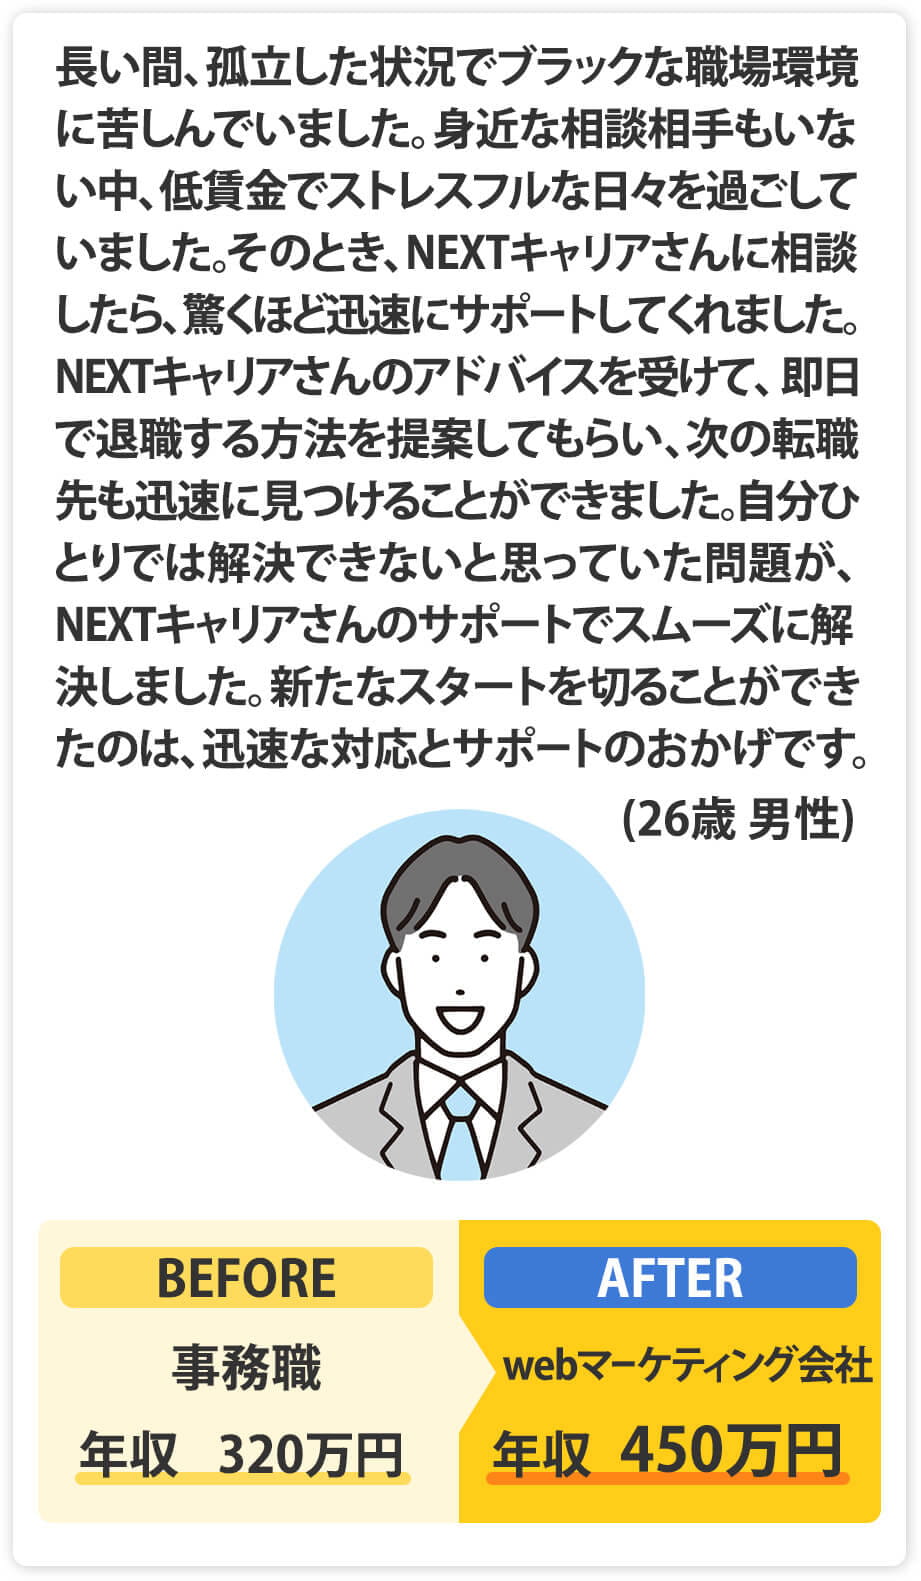 長い間、孤立した状況でブラックな職場環境
に苦しんでいました。身近な相談相手もいな
い中、低賃金でストレスフルな日々を過ごして
いました。そのとき、NEXTキャリアさんに相談
したら、驚くほど迅速にサポートしてくれました。
NEXTキャリアさんのアドバイスを受けて、即日
で退職する方法を提案してもらい、次の転職
先も迅速に見つけることができました。自分ひ
とりでは解決できないと思っていた問題が、
NEXTキャリアさんのサポートでスムーズに解
決しました。新たなスタートを切ることができ
たのは、迅速な対応とサポートのおかげです。
(26歳 男性)
BEFORE
事務職
年収 320万円
AFTER
webマーケティング会社
年収 450万円